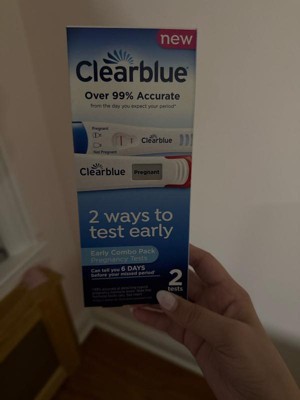 new
Clearblue
Over 99% Accurate
from the day you expect your period*
Pregnant
Clearblue
Not Pregnant
Clearblue
Pregnant
2 ways to
test early
Early Combo Pack
Pregnancy Tests
Can tell you 6 DAYS
before your missed period!
2
tests